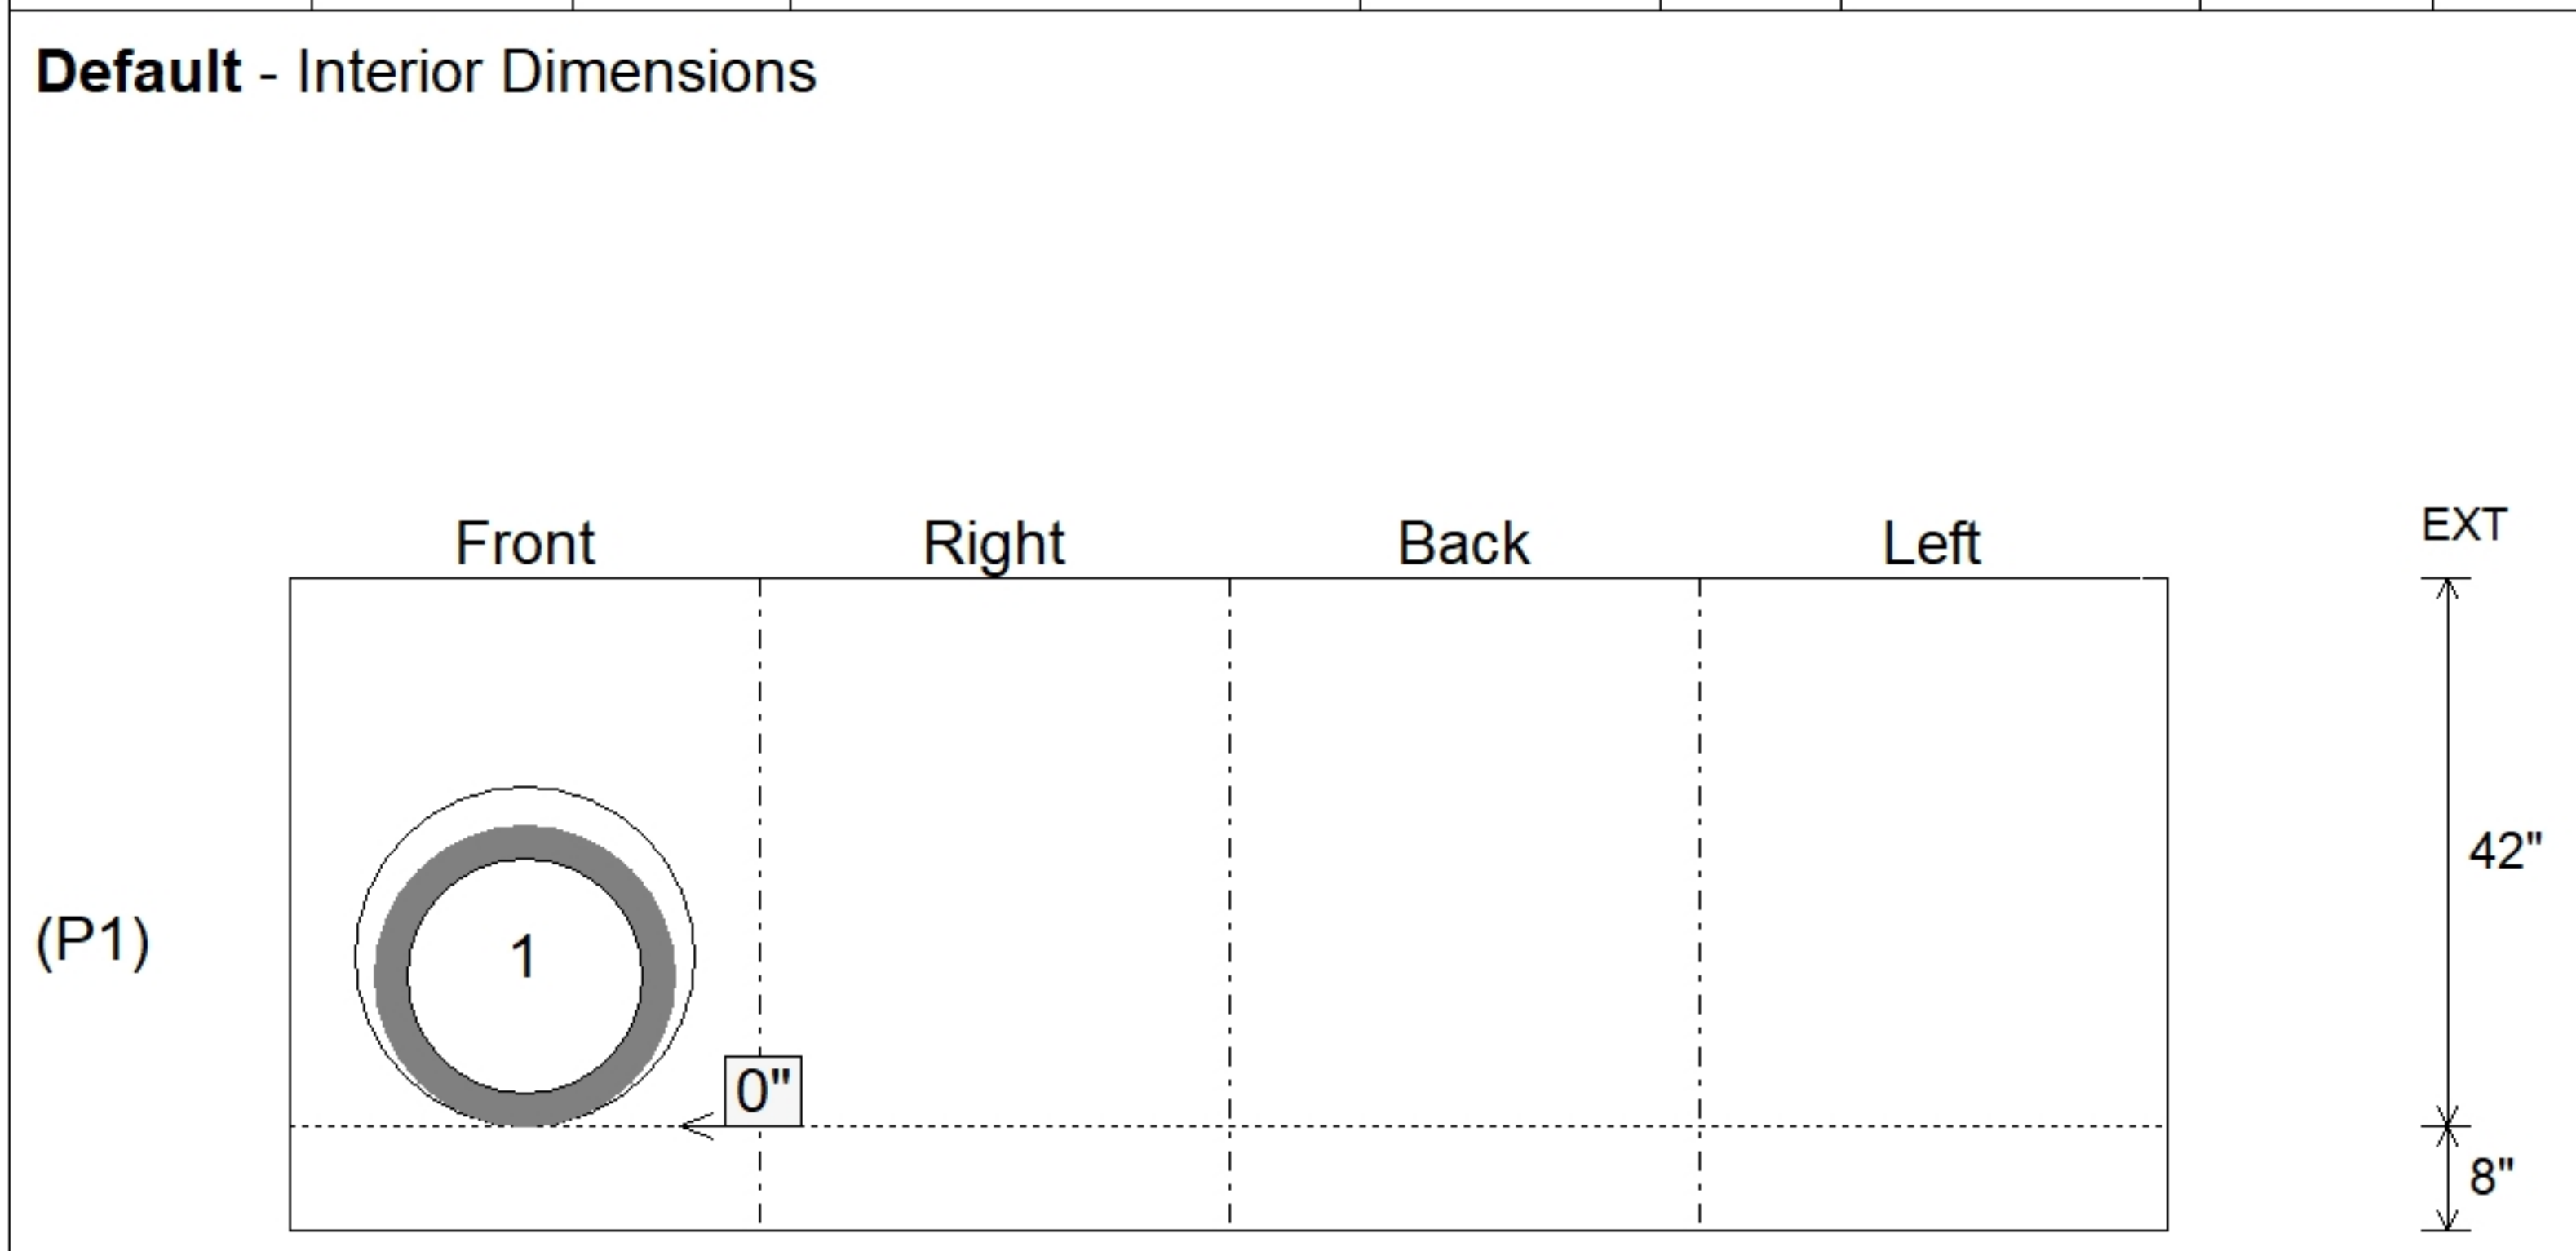 Default - Interior Dimensions
Front Right Back Left EXT
42"
(P1) 1
0"
8"